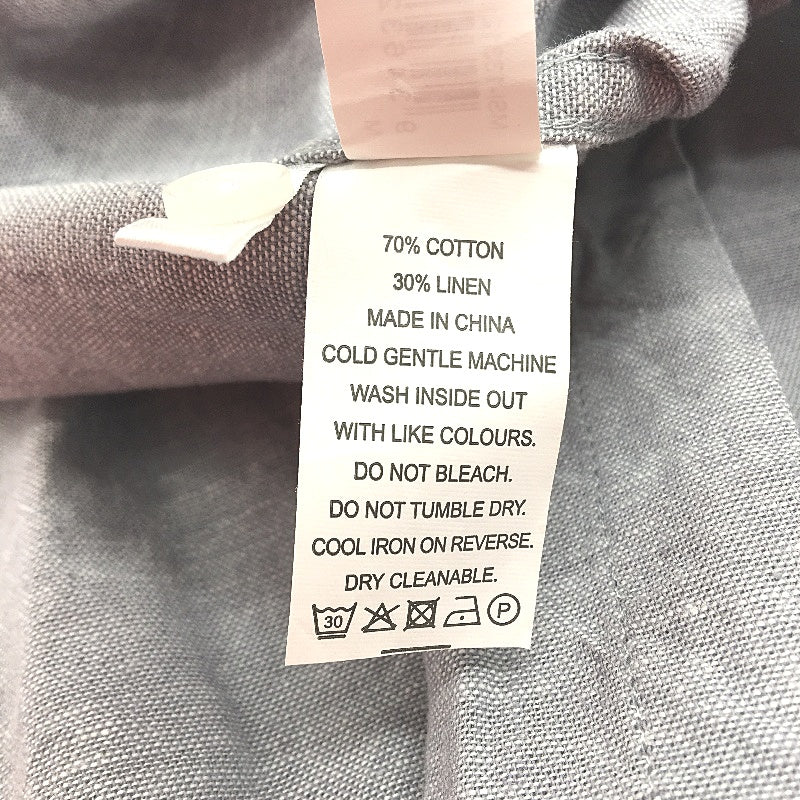 70% COTTON
30% LINEN
MADE IN CHINA
COLD GENTLE MACHINE
WASH INSIDE OUT
WITH LIKE COLOURS.
DO NOT BLEACH.
DO NOT TUMBLE DRY.
COOL IRON ON REVERSE.
DRY CLEANABLE.
30 P